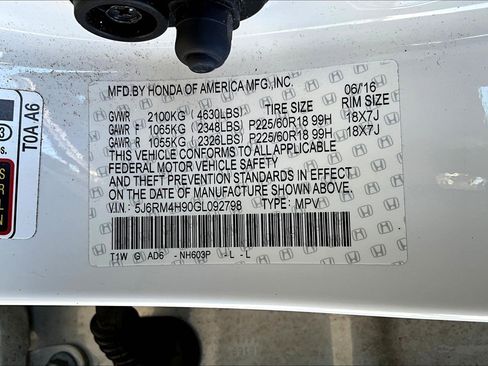 MFD.BY HONDA OF AMERICA MFG.,INC. 06/16
GVWR 2100KG (4630LBS) TIRE SIZE RIM SIZE
GAWR F 1065KG (2348LBS) P225/60R18 99H 18X7J
GAWR R 1055KG (2326LBS) P225/60R18 99H 18X7J
THIS VEHICLE CONFORMS TO ALL APPLICABLE
FEDERAL MOTOR VEHICLE SAFETY
AND THEFT PREVENTION STANDARDS IN EFFECT
ON THE DATE OF MANUFACTURE SHOWN ABOVE.
V.I.N: 5J6RM4H90GL092798 TYPE: MPV
T1W G AD6 - NH603P - L - L
T0A A6